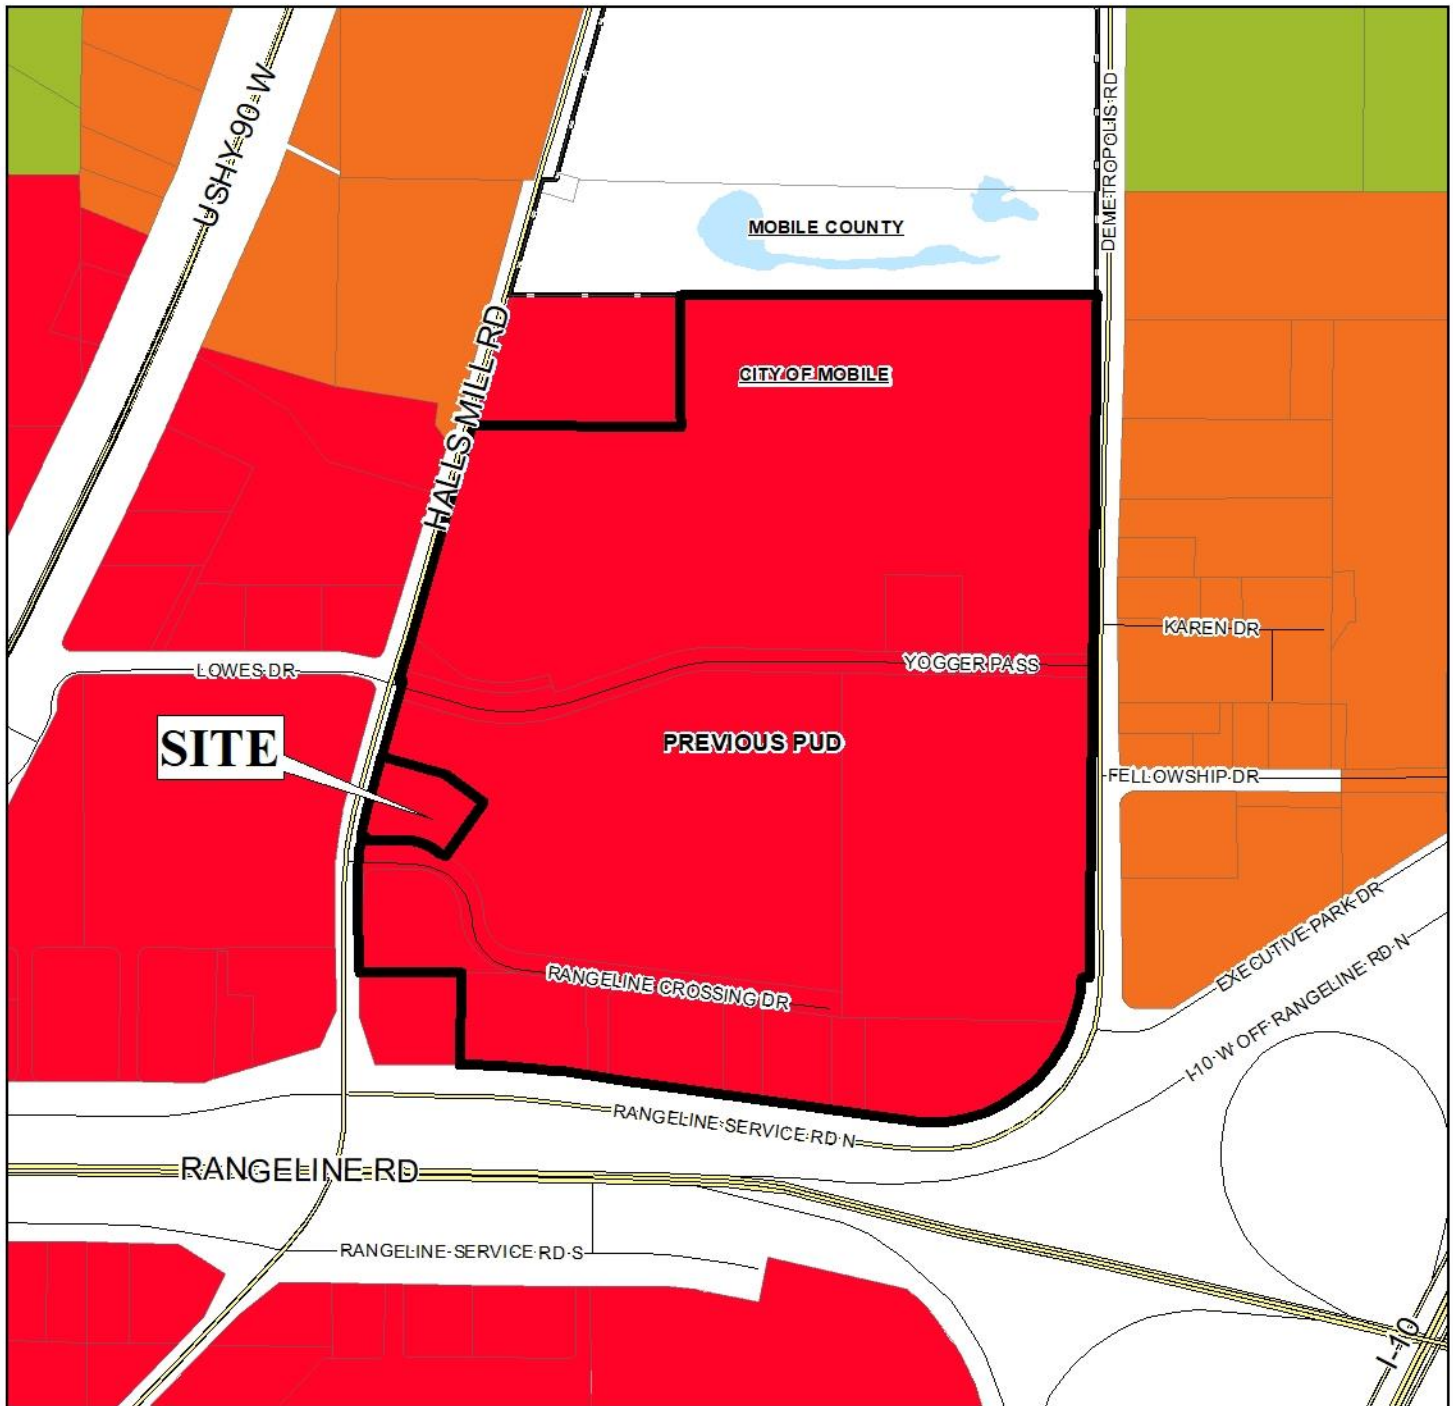 USHY 90 W
DEMETROPOLIS RD
MOBILE COUNTY
HALLS MILL RD
CITY OF MOBILE
KAREN DR
YOGGER PASS
LOWES DR
SITE
PREVIOUS PUD
FELLOWSHIP DR
EXECUTIVE PARK DR
RANGELINE CROSSING DR
I-10 W OFF RANGELINE RD N
RANGELINE SERVICE RD N
RANGELINE RD
RANGELINE SERVICE RD S
I-10